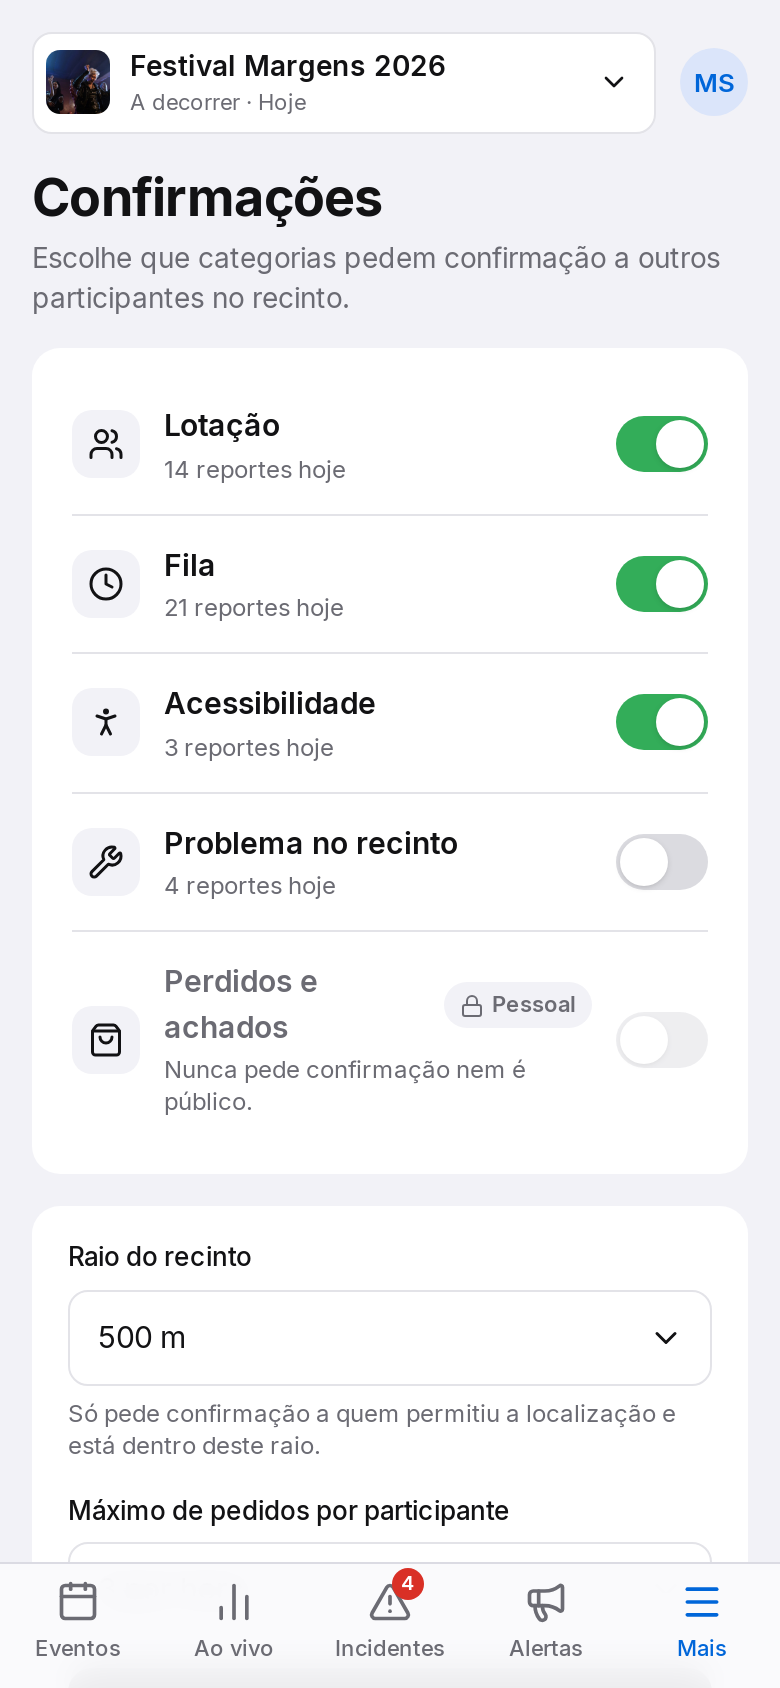 Festival Margens 2026
A decorrer · Hoje
MS
Confirmações
Escolhe que categorias pedem confirmação a outros
participantes no recinto.
Lotação
14 reportes hoje
Fila
21 reportes hoje
Acessibilidade
3 reportes hoje
Problema no recinto
4 reportes hoje
Perdidos e
achados
Pessoal
Nunca pede confirmação nem é
público.
Raio do recinto
500 m
Só pede confirmação a quem permitiu a localização e
está dentro deste raio.
Máximo de pedidos por participante
4
Eventos
Ao vivo
Incidentes
Alertas
Mais